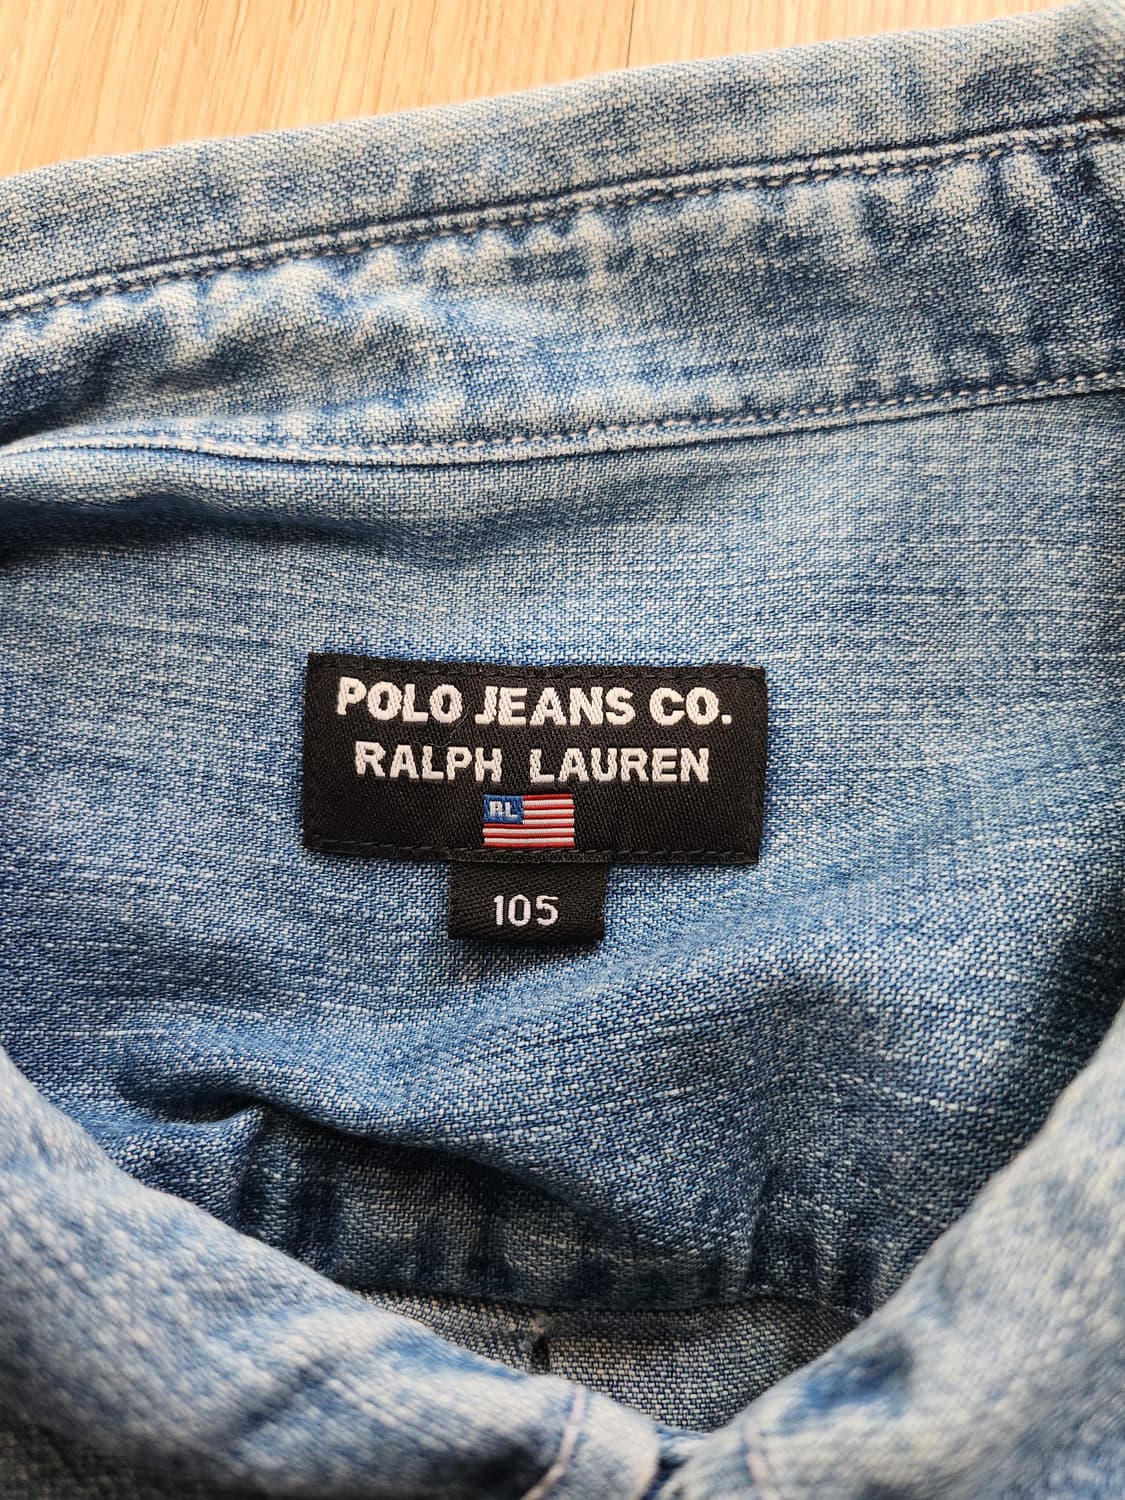 POLO JEANS CO.
RALPH LAUREN
RL
105